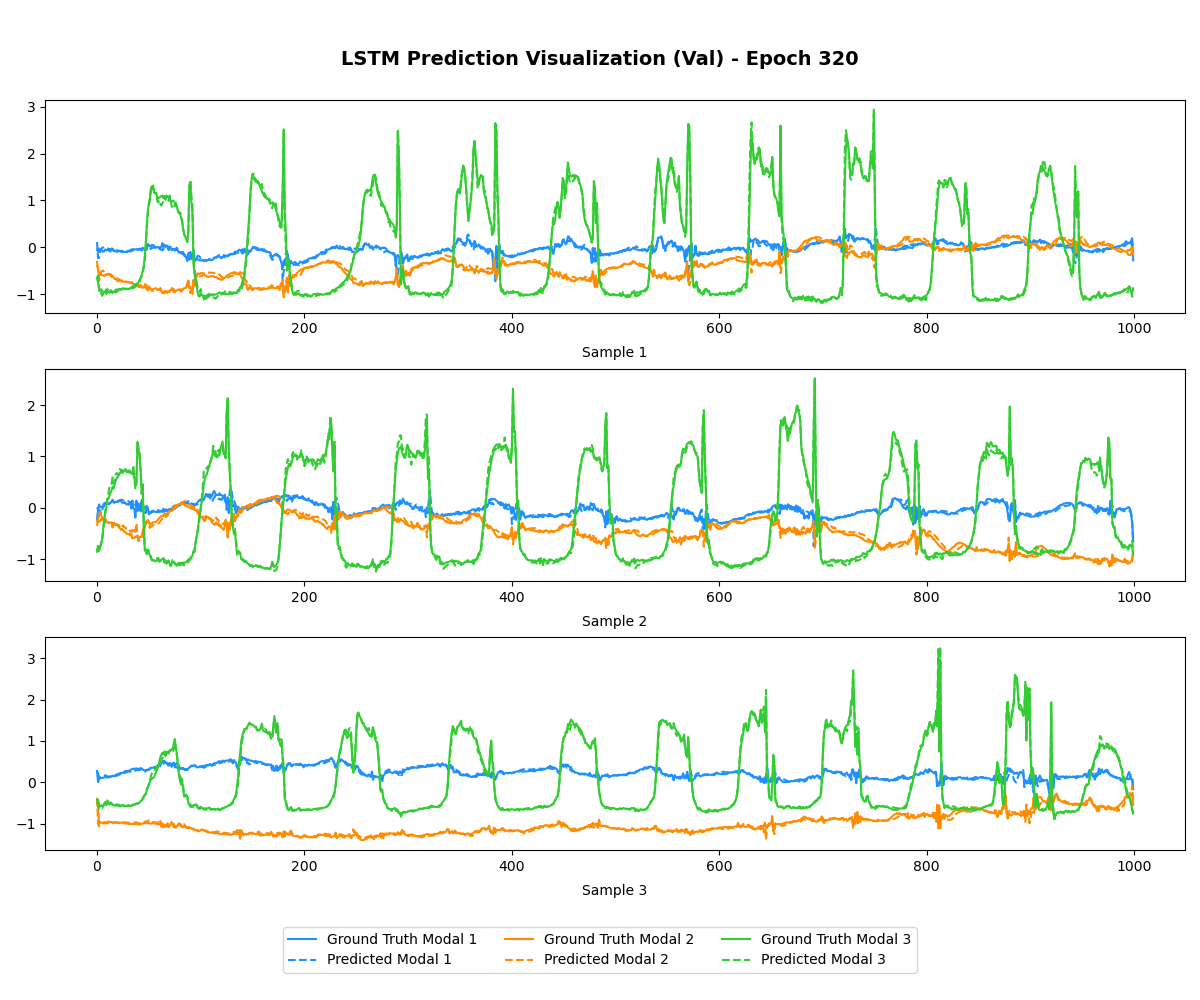 LSTM Prediction Visualization (Val) - Epoch 320
3
2
1
0
−1
0 200 400 600 800 1000
Sample 1
2
1
0
−1
0 200 400 600 800 1000
Sample 2
3
2
1
0
−1
0 200 400 600 800 1000
Sample 3
Ground Truth Modal 1 Ground Truth Modal 2 Ground Truth Modal 3
Predicted Modal 1 Predicted Modal 2 Predicted Modal 3